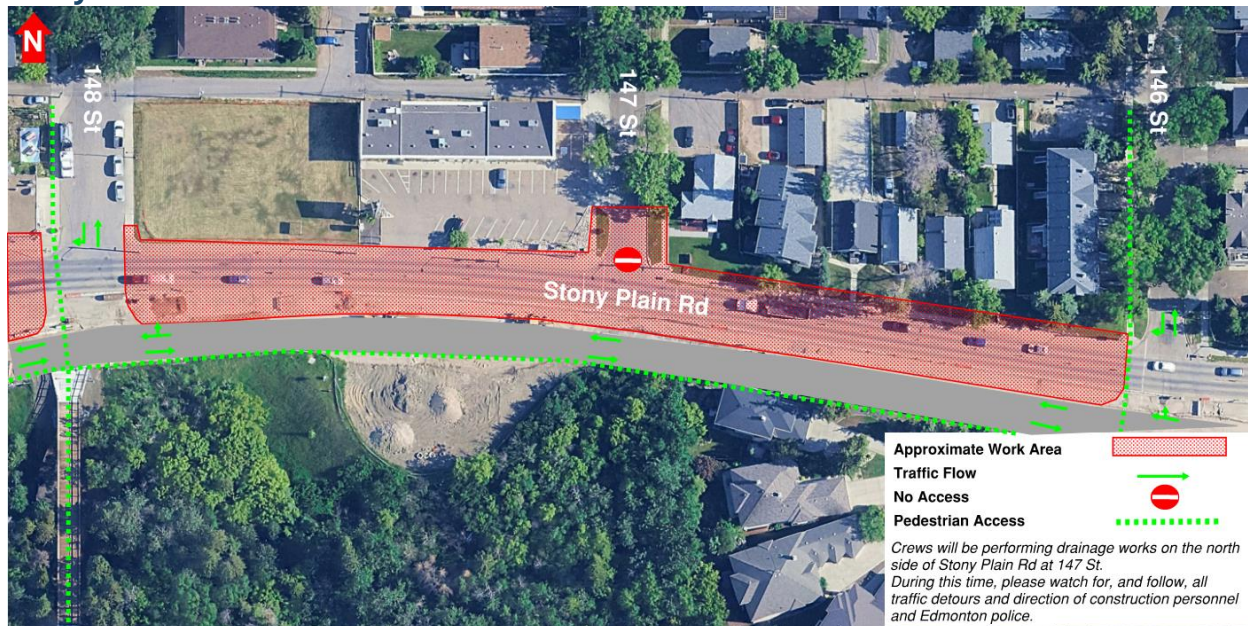 N
148 St
147 St
146 St
Stony Plain Rd
Approximate Work Area
Traffic Flow
No Access
Pedestrian Access
Crews will be performing drainage works on the north
side of Stony Plain Rd at 147 St.
During this time, please watch for, and follow, all
traffic detours and direction of construction personnel
and Edmonton police.